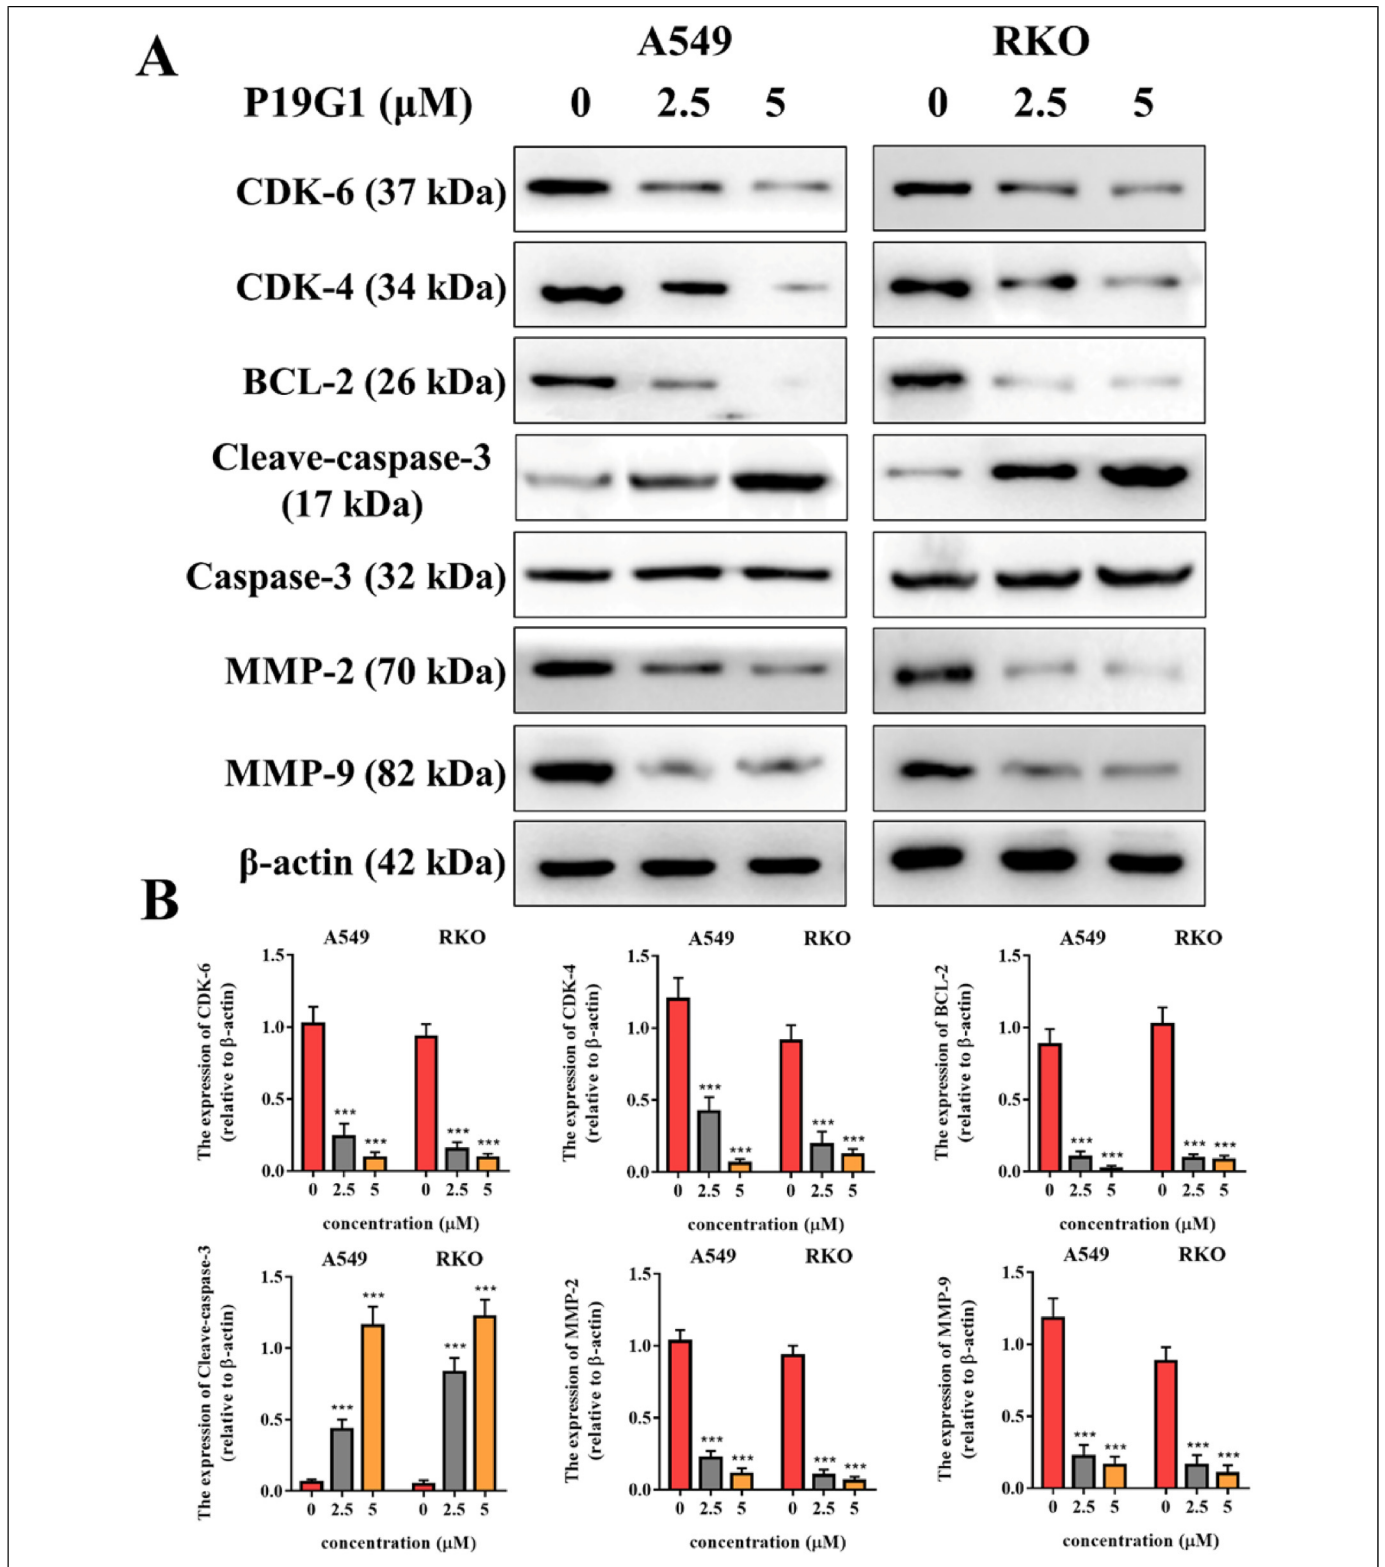 A
A549 RKO
P19G1 (μM) 0 2.5 5 0 2.5 5
CDK-6 (37 kDa)
CDK-4 (34 kDa)
BCL-2 (26 kDa)
Cleave-caspase-3
(17 kDa)
Caspase-3 (32 kDa)
MMP-2 (70 kDa)
MMP-9 (82 kDa)
β-actin (42 kDa)
B
The expression of CDK-6
(relative to β-actin)
A549 RKO
1.5
1.0
0.5
0.0
*** *** *** ***
0 2.5 5 0 2.5 5
concentration (μM)
The expression of CDK-4
(relative to β-actin)
A549 RKO
1.5
1.0
0.5
0.0
*** *** *** ***
0 2.5 5 0 2.5 5
concentration (μM)
The expression of BCL-2
(relative to β-actin)
A549 RKO
1.5
1.0
0.5
0.0
*** *** *** ***
0 2.5 5 0 2.5 5
concentration (μM)
The expression of Cleave-caspase-3
(relative to β-actin)
A549 RKO
1.5
1.0
0.5
0.0
*** *** *** ***
0 2.5 5 0 2.5 5
concentration (μM)
The expression of MMP-2
(relative to β-actin)
A549 RKO
1.5
1.0
0.5
0.0
*** *** *** ***
0 2.5 5 0 2.5 5
concentration (μM)
The expression of MMP-9
(relative to β-actin)
A549 RKO
1.5
1.0
0.5
0.0
*** *** *** ***
0 2.5 5 0 2.5 5
concentration (μM)